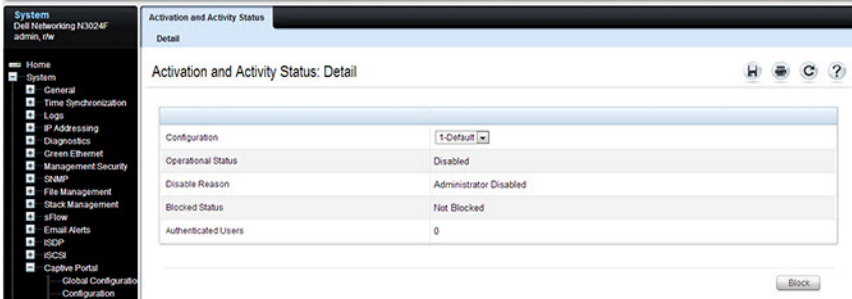 System
Dell Networking N3024F
admin, r/w
Activation and Activity Status
Detail
Home
System
General
Time Synchronization
Logs
IP Addressing
Diagnostics
Green Ethernet
Management Security
SNMP
File Management
Stack Management
sFlow
Email Alerts
ISDP
iSCSI
Captive Portal
Global Configuratio
Configuration
Activation and Activity Status: Detail
?
Configuration 1-Default
Operational Status Disabled
Disable Reason Administrator Disabled
Blocked Status Not Blocked
Authenticated Users 0
Block